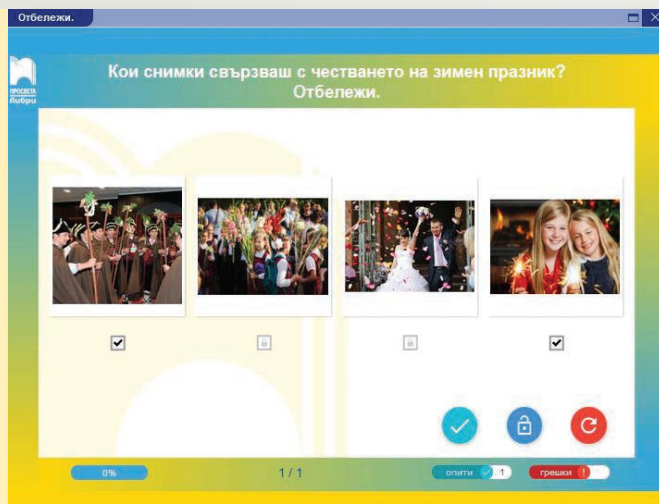 Отбележи.
ПРОСВЕТА
Либри
Кои снимки свързваш с честването на зимен празник?
Отбележи.
0%
1 / 1
опити 1
грешки !